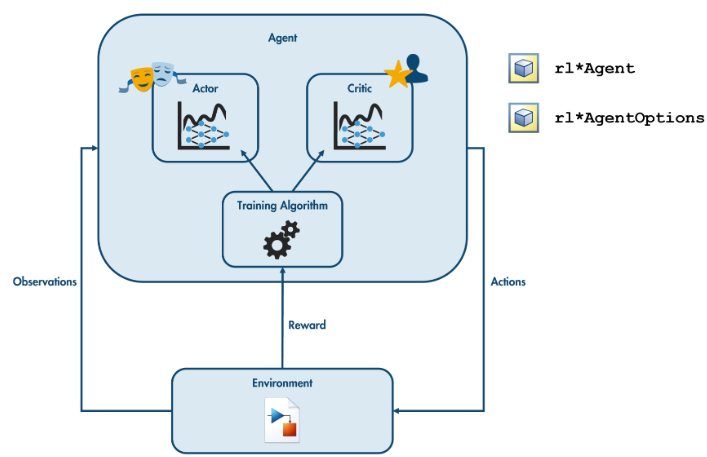 Agent
Actor
Critic
Training Algorithm
Observations
Actions
Reward
Environment
rl*Agent
rl*AgentOptions